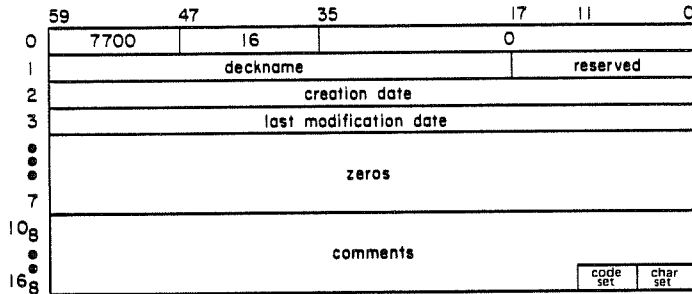 59 47 35 17 11 0
0 7700 16 0
1 deckname reserved
2 creation date
3 last modification date
zeros
7
10₈
comments
16₈ code set char set